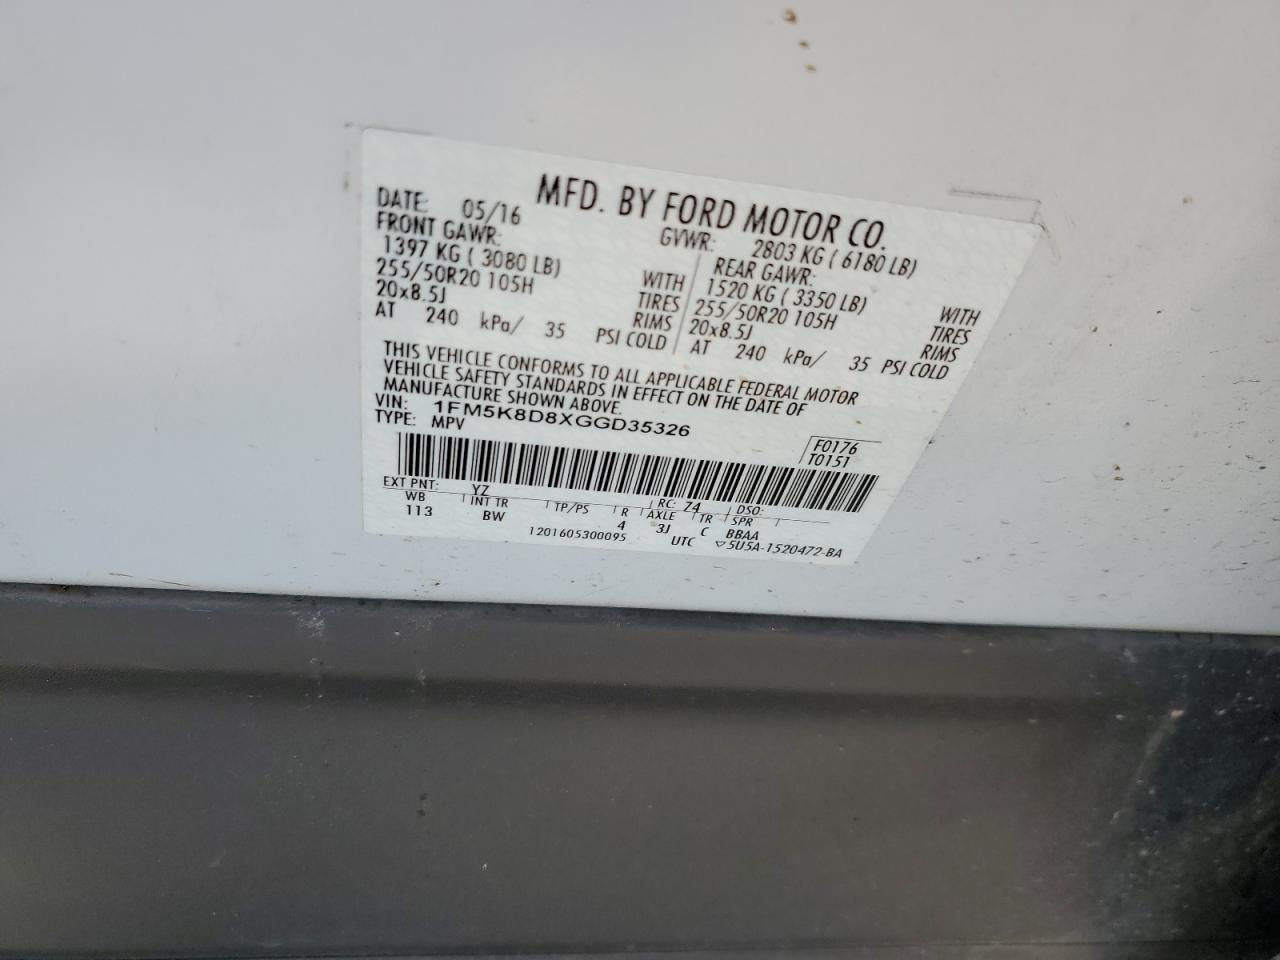 MFD. BY FORD MOTOR CO.
DATE: 05/16 GVWR: 2803 KG ( 6180 LB)
FRONT GAWR: REAR GAWR:
1397 KG ( 3080 LB) WITH 1520 KG ( 3350 LB) WITH
255/50R20 105H TIRES 255/50R20 105H TIRES
20x8.5J RIMS 20x8.5J RIMS
AT 240 kPa/ 35 PSI COLD AT 240 kPa/ 35 PSI COLD
THIS VEHICLE CONFORMS TO ALL APPLICABLE FEDERAL MOTOR
VEHICLE SAFETY STANDARDS IN EFFECT ON THE DATE OF
MANUFACTURE SHOWN ABOVE.
VIN: 1FM5K8D8XGGD35326
TYPE: MPV
F0176
T0151
EXT PNT: YZ RC: 74 DSO:
WB INT TR TP/PS R AXLE TR SPR
113 BW 4 3J C BBAA
1201605300095 UTC ▽5U5A-1520472-BA